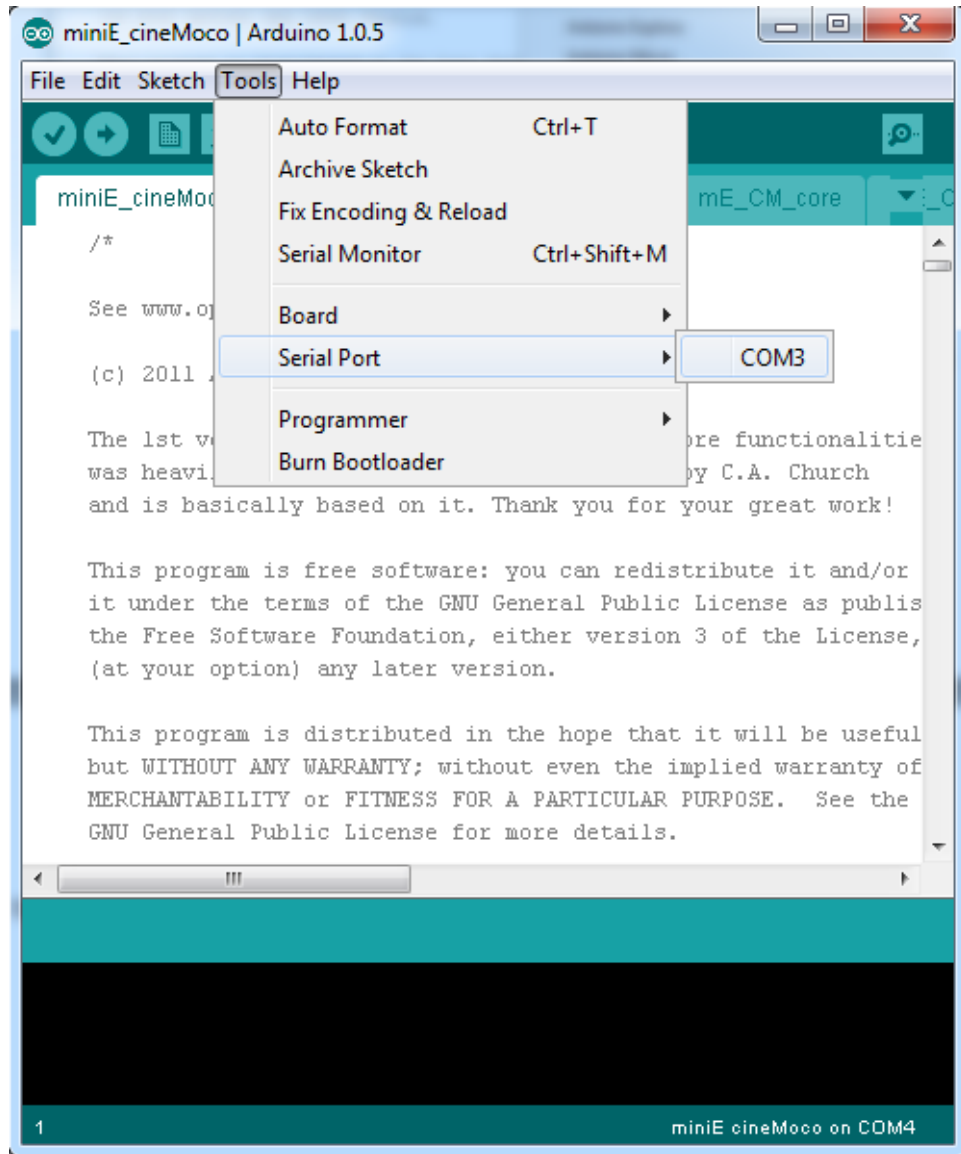 miniE_cineMoco | Arduino 1.0.5
File Edit Sketch Tools Help
Auto Format Ctrl+T
Archive Sketch
Fix Encoding & Reload
Serial Monitor Ctrl+Shift+M
Board
Serial Port
COM3
Programmer
Burn Bootloader
miniE_cineMoc mE_CM_core
/*
See www.o
(c) 2011
The 1st ore functionalitie
was heavi by C.A. Church
and is basically based on it. Thank you for your great work!
This program is free software: you can redistribute it and/or
it under the terms of the GNU General Public License as publis
the Free Software Foundation, either version 3 of the License,
(at your option) any later version.
This program is distributed in the hope that it will be useful
but WITHOUT ANY WARRANTY; without even the implied warranty of
MERCHANTABILITY or FITNESS FOR A PARTICULAR PURPOSE. See the
GNU General Public License for more details.
1 miniE cineMoco on COM4